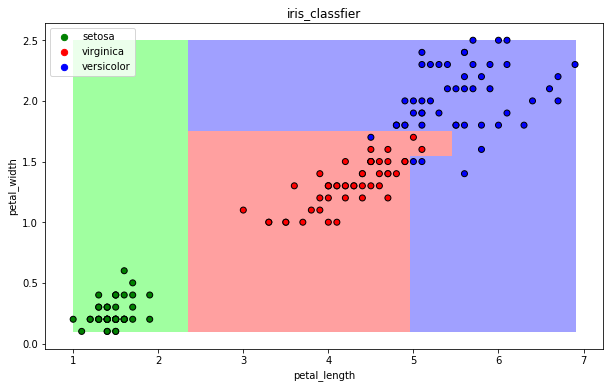 iris_classfier
setosa
virginica
versicolor
2.5
2.0
1.5
1.0
0.5
0.0
petal_width
1
2
3
4
5
6
7
petal_length